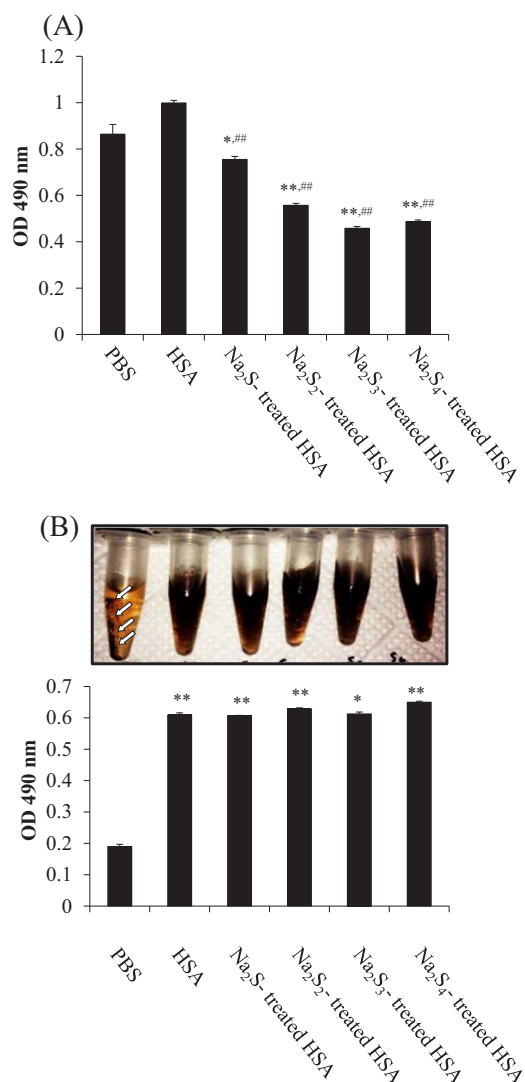 (A)
1.2
1
0.8
0.6
0.4
0.2
0
OD 490 nm
*,##
**,##
**,##
**,##
PBS
HSA
Na₂S- treated HSA
Na₂S₂- treated HSA
Na₂S₃- treated HSA
Na₂S₄- treated HSA
(B)
0.7
0.6
0.5
0.4
0.3
0.2
0.1
0
OD 490 nm
**
**
**
*
**
PBS
HSA
Na₂S- treated HSA
Na₂S₂- treated HSA
Na₂S₃- treated HSA
Na₂S₄- treated HSA